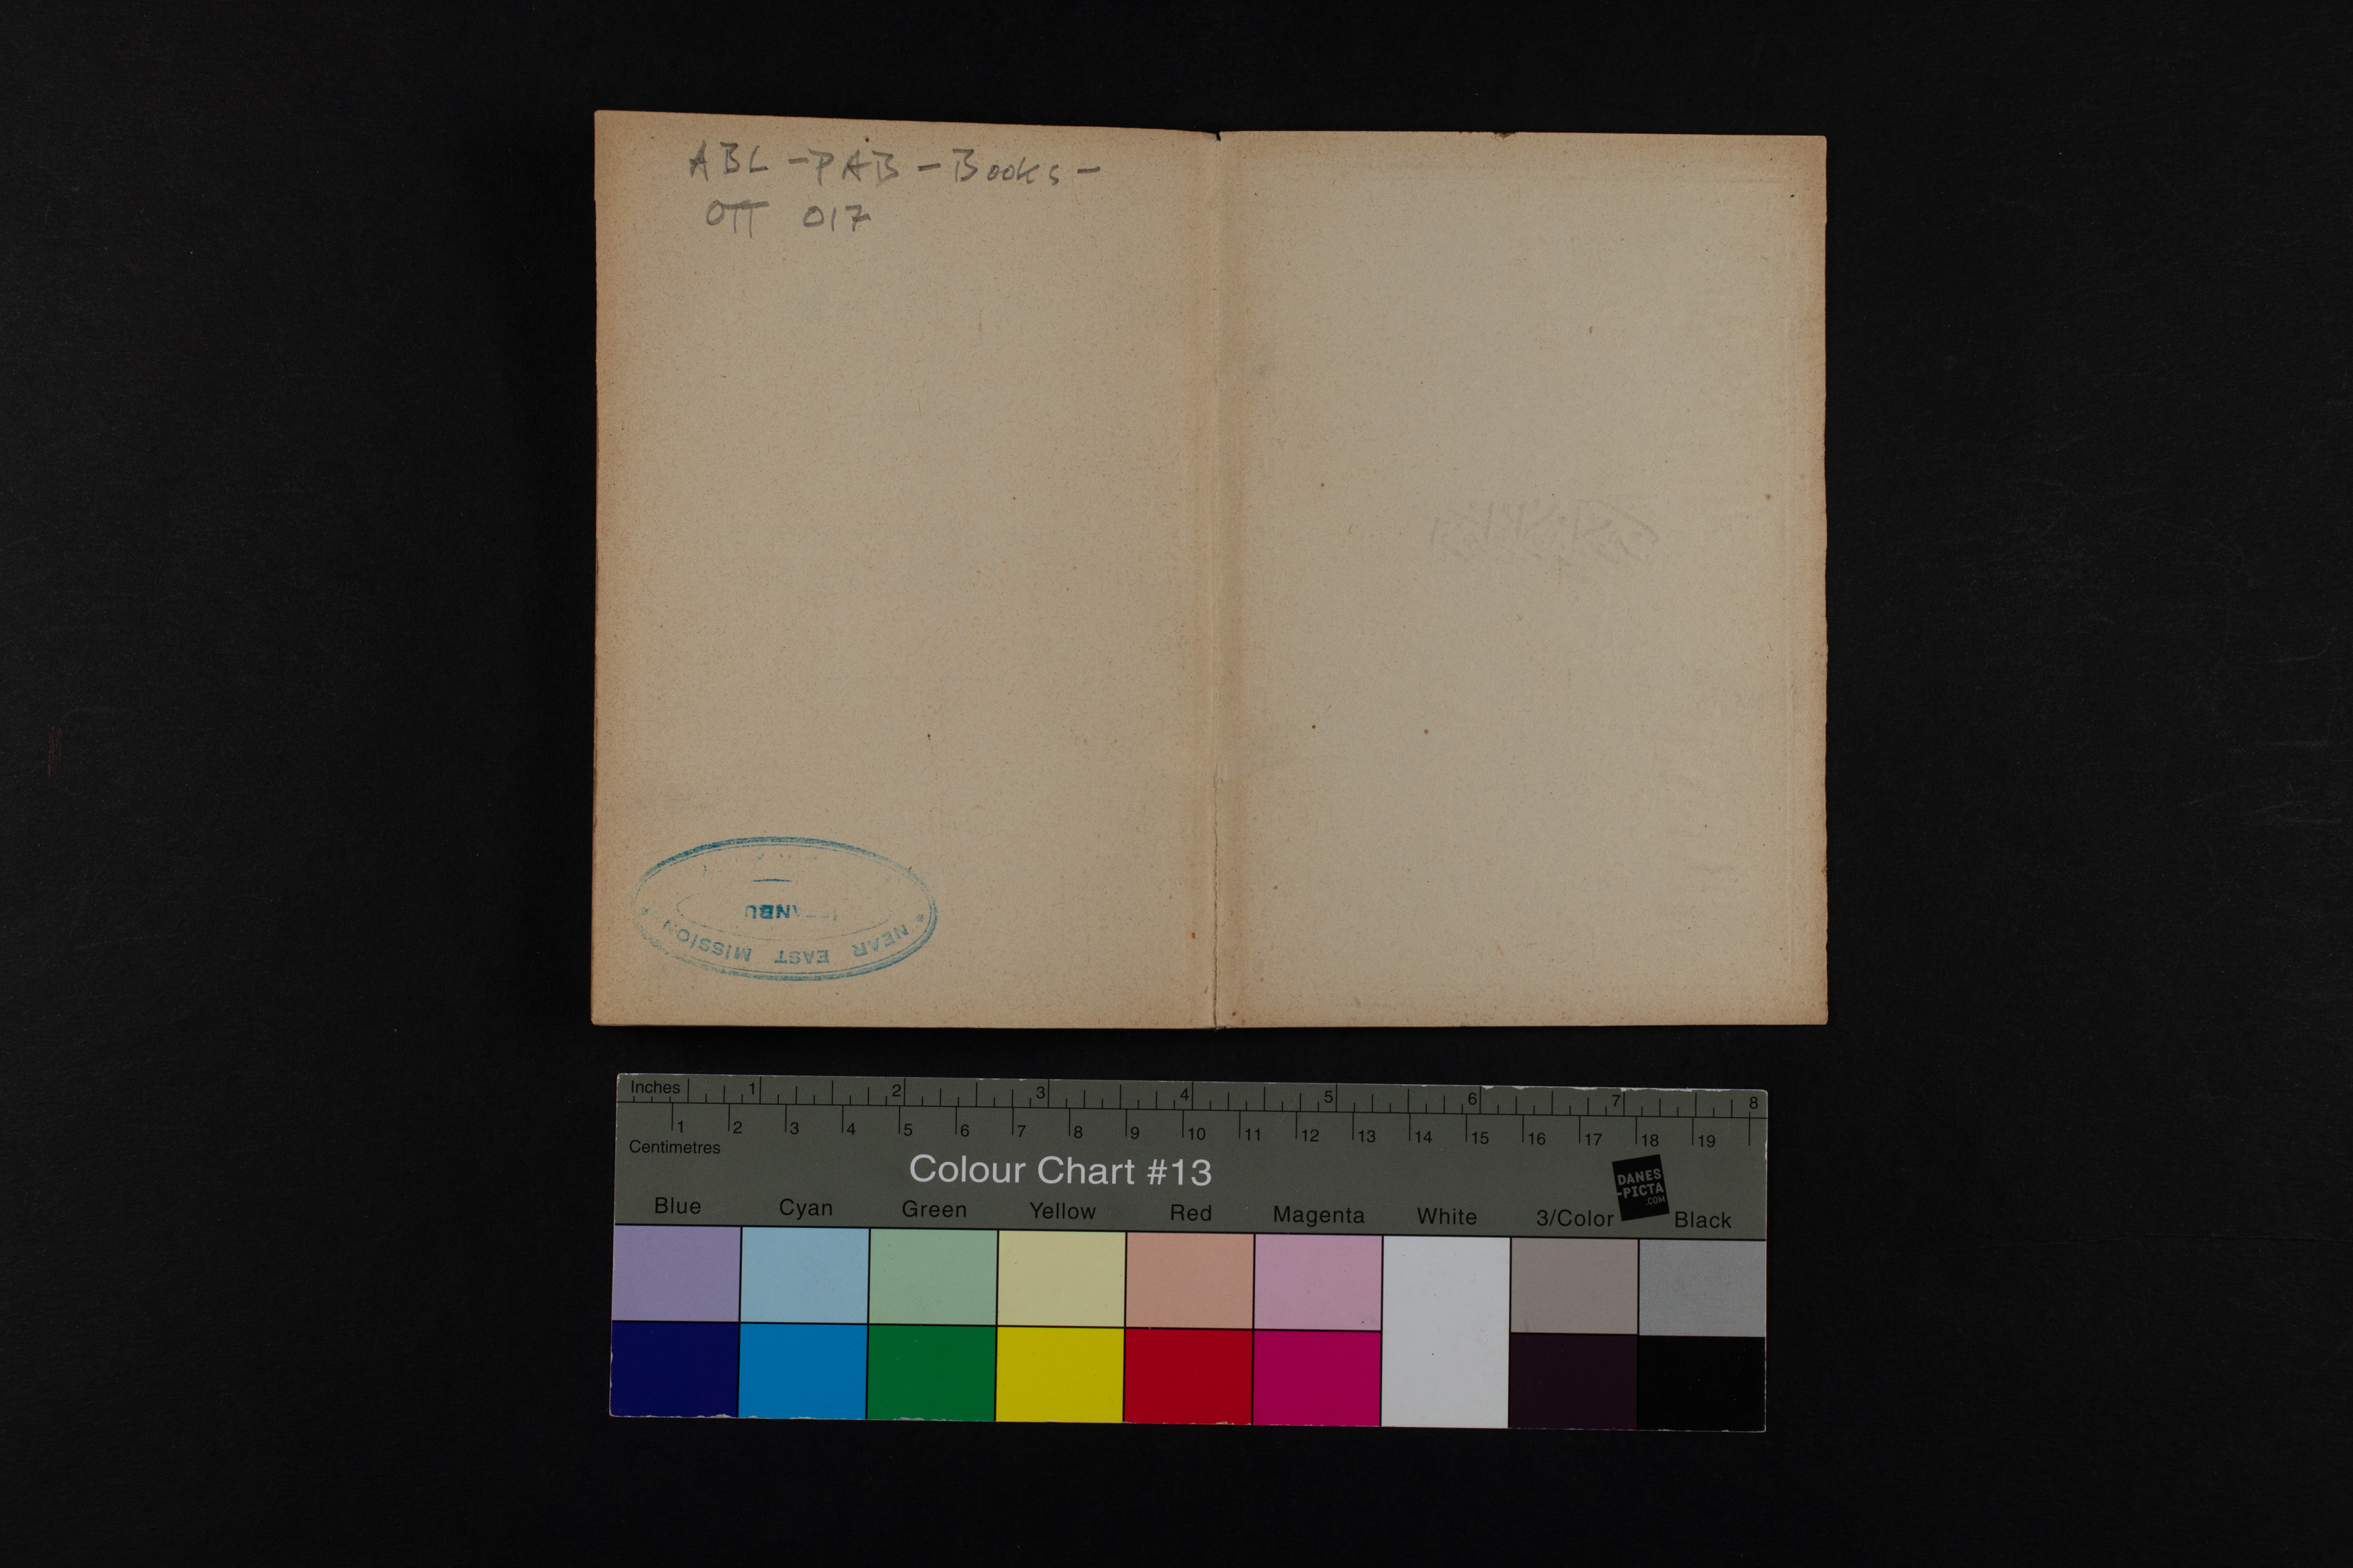 ABL - PAB - Books -
OTT 017
NEAR EAST MISSION
Inches 1 2 3 4 5 6 7 8
1 2 3 4 5 6 7 8 9 10 11 12 13 14 15 16 17 18 19
Centimetres
Colour Chart #13
DANES
-PICTA
.COM
Blue Cyan Green Yellow Red Magenta White 3/Color Black